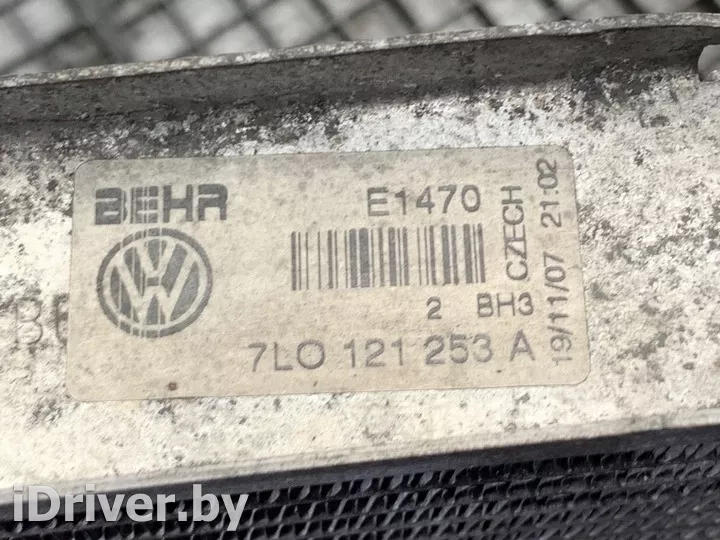 BEHR
E1470
2 BH3
CZECH
19/11/07 21:02
7L0 121 253 A
iDriver.by